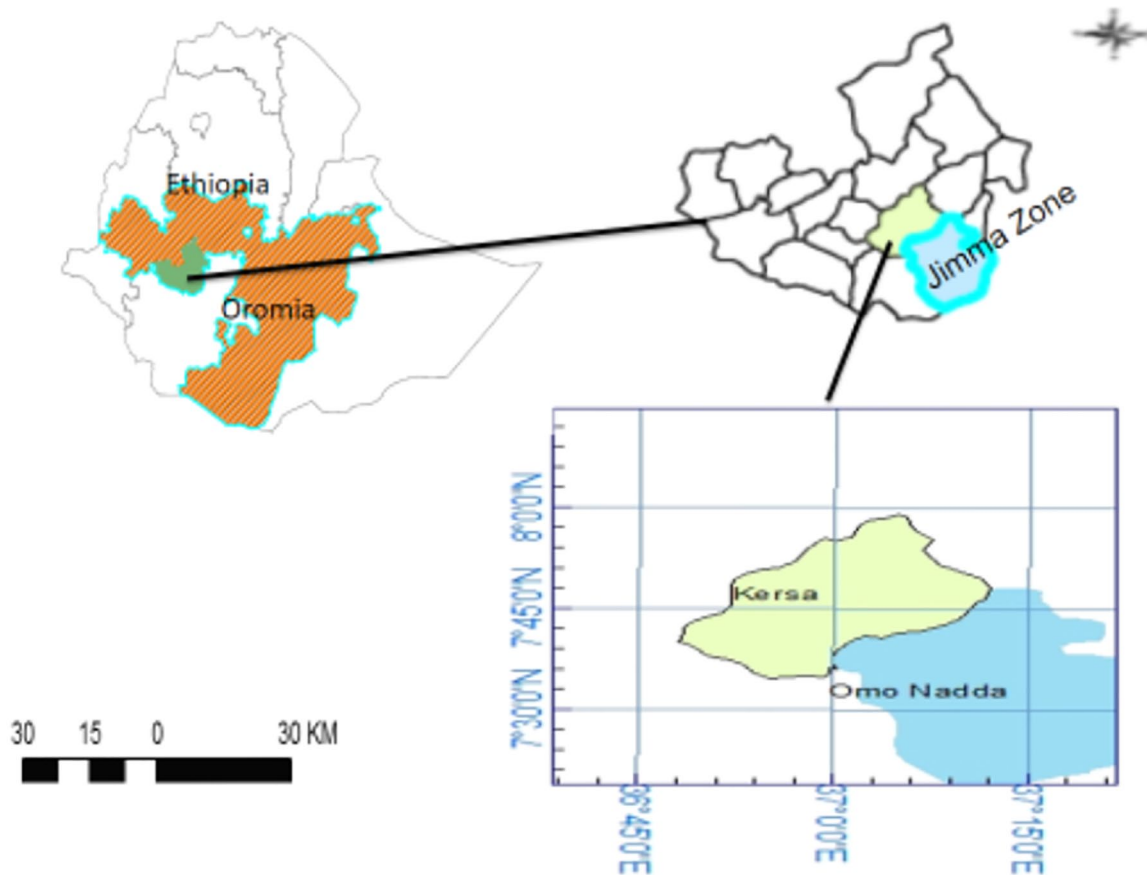 Ethiopia
Oromia
Jimma Zone
8°0'0"N
7°45'0"N
7°30'0"N
Kersa
Omo Nadda
36°45'0"E
37°0'0"E
37°15'0"E
30 15 0 30 KM